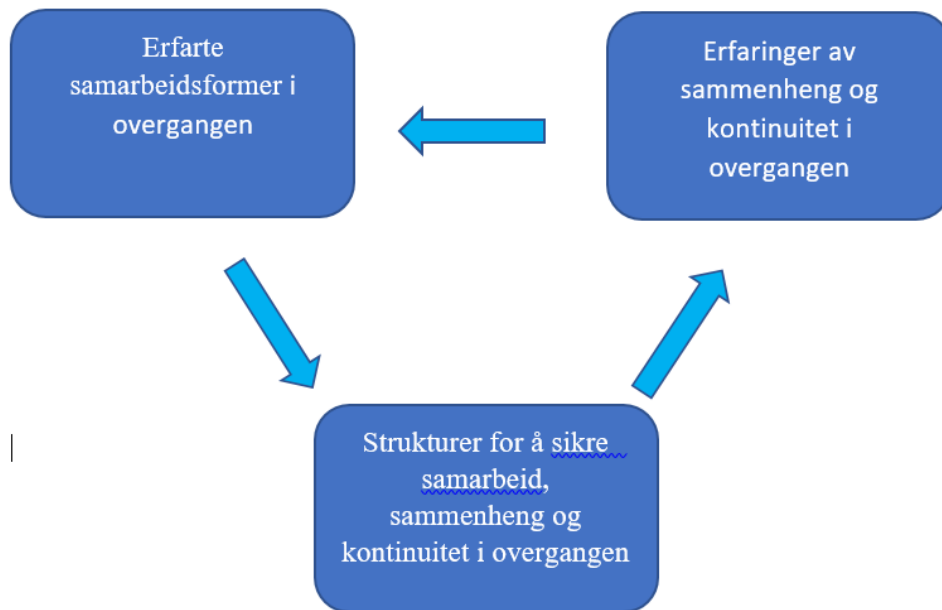 Erfarte
samarbeidsformer i
overgangen
Erfaringer av
sammenheng og
kontinuitet i
overgangen
Strukturer for å sikre
samarbeid,
sammenheng og
kontinuitet i overgangen